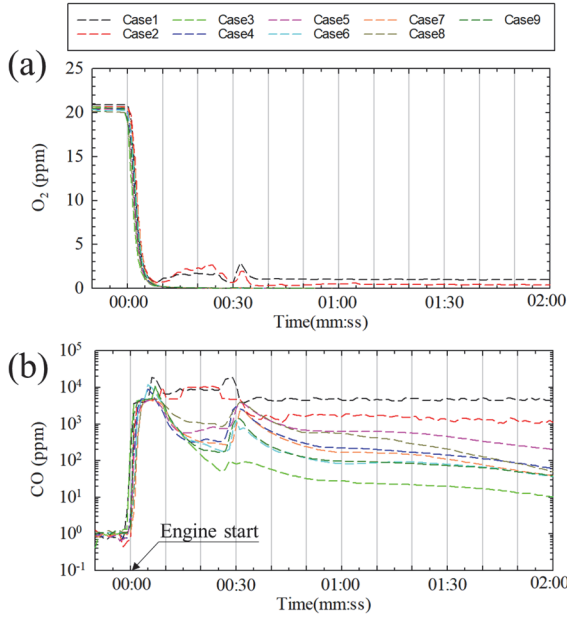 Case1 Case3 Case5 Case7 Case9
Case2 Case4 Case6 Case8
(a)
25
20
15
10
5
0
O2 (ppm)
00:00 00:30 01:00 01:30 02:00
Time(mm:ss)
(b)
10^5
10^4
10^3
10^2
10^1
10^0
10^-1
CO (ppm)
Engine start
00:00 00:30 01:00 01:30 02:00
Time(mm:ss)